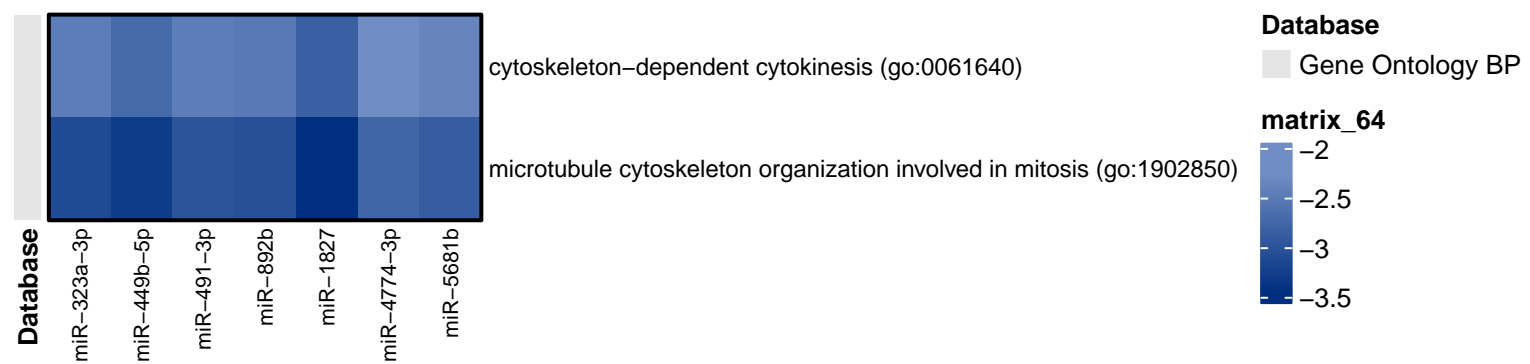 cytoskeleton−dependent cytokinesis (go:0061640)
microtubule cytoskeleton organization involved in mitosis (go:1902850)
Database
miR−323a−3p
miR−449b−5p
miR−491−3p
miR−892b
miR−1827
miR−4774−3p
miR−5681b
Database
Gene Ontology BP
matrix_64
−2
−2.5
−3
−3.5